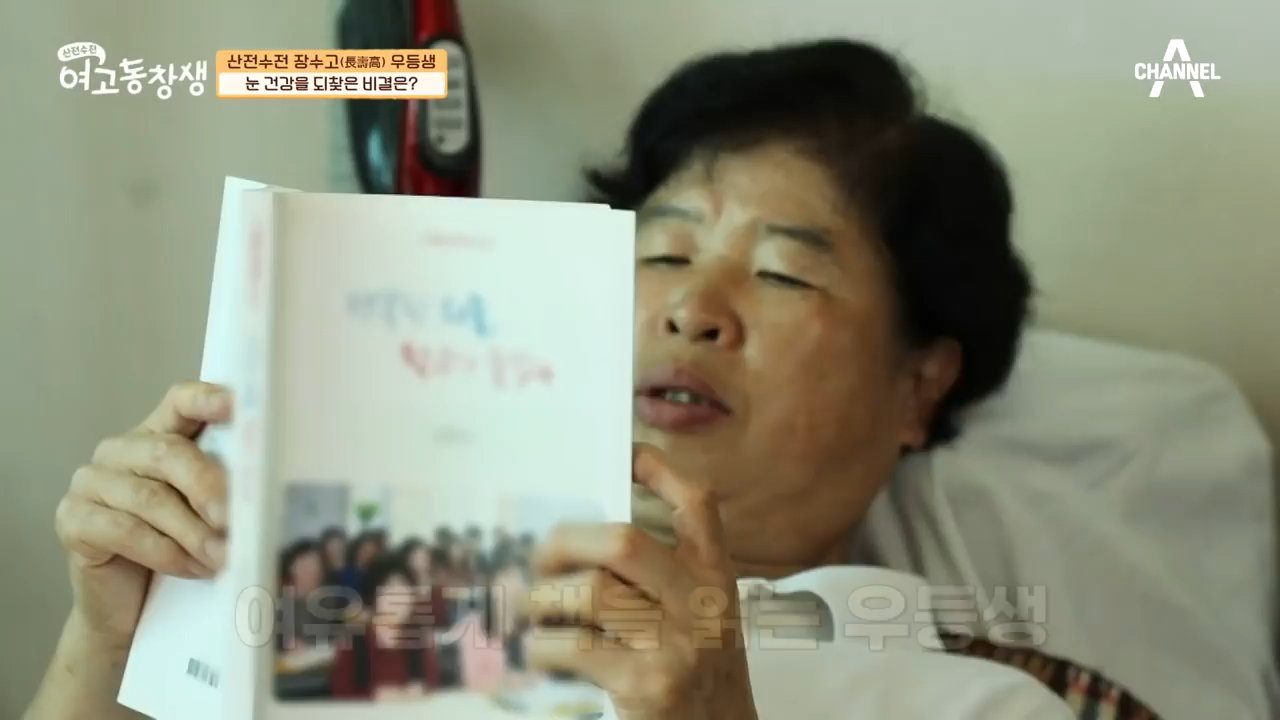 산전수전
여고동창생
산전수전 장수고(長壽高) 우등생
눈 건강을 되찾은 비결은?
CHANNEL A
여유롭게 책을 읽는 우등생